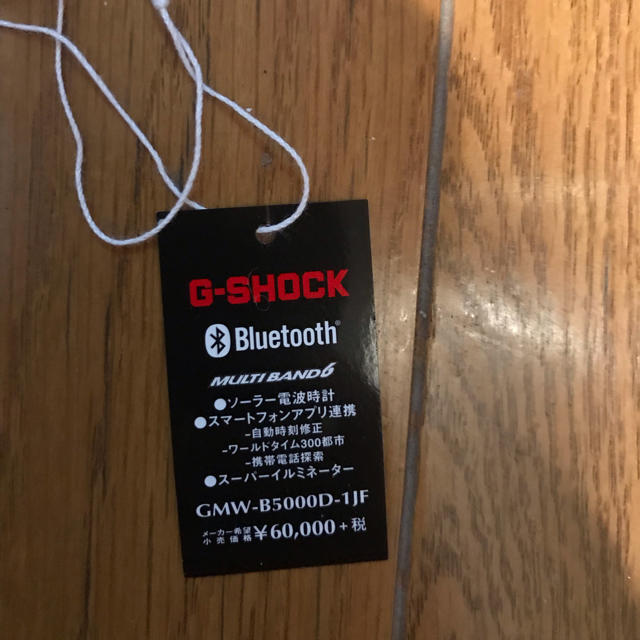 G-SHOCK
Bluetooth®
MULTI BAND 6
●ソーラー電波時計
●スマートフォンアプリ連携
-自動時刻修正
-ワールドタイム300都市
-携帯電話探索
●スーパーイルミネーター
GMW-B5000D-1JF
メーカー希望小売価格 ¥60,000+税